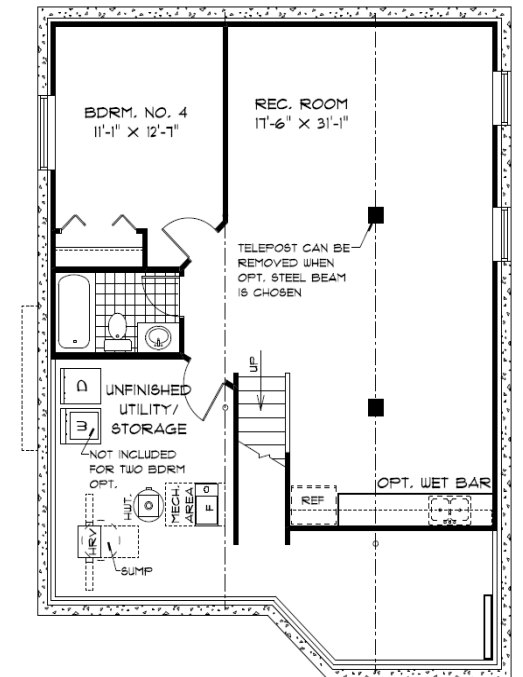 BDRM. NO. 4
11'-1" X 12'-7"
REC. ROOM
17'-6" X 31'-1"
TELEPOST CAN BE
REMOVED WHEN
OPT. STEEL BEAM
IS CHOSEN
UP
D
W
UNFINISHED
UTILITY/
STORAGE
NOT INCLUDED
FOR TWO BDRM
OPT.
OPT. WET BAR
REF
HWT.
MECH.
AREA
F
HRV
SUMP